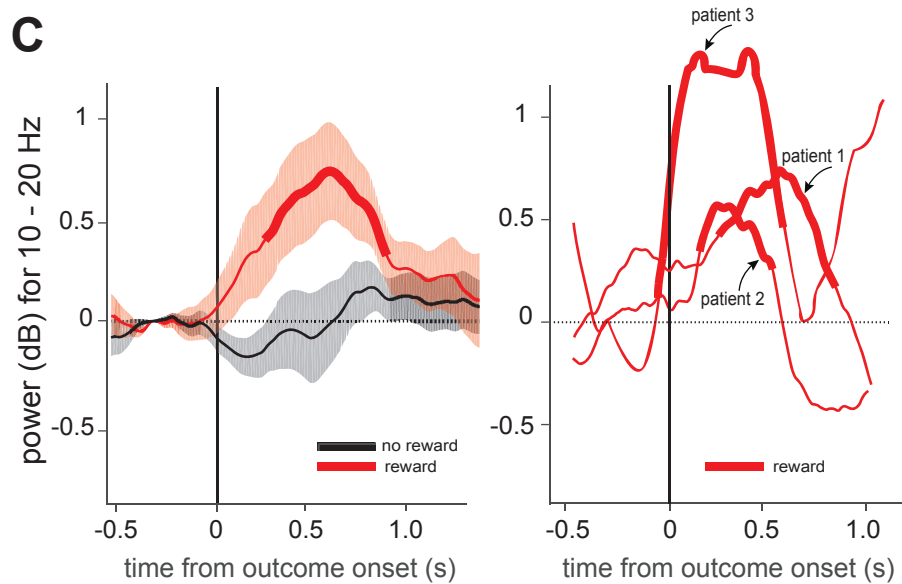 C
power (dB) for 10 - 20 Hz
1
0.5
0
-0.5
no reward
reward
-0.5
0
0.5
1.0
time from outcome onset (s)
patient 3
patient 1
patient 2
1
0.5
0
-0.5
reward
-0.5
0
0.5
1.0
time from outcome onset (s)